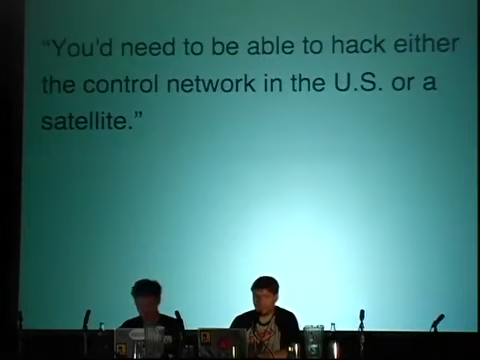 “You'd need to be able to hack either
the control network in the U.S. or a
satellite.”